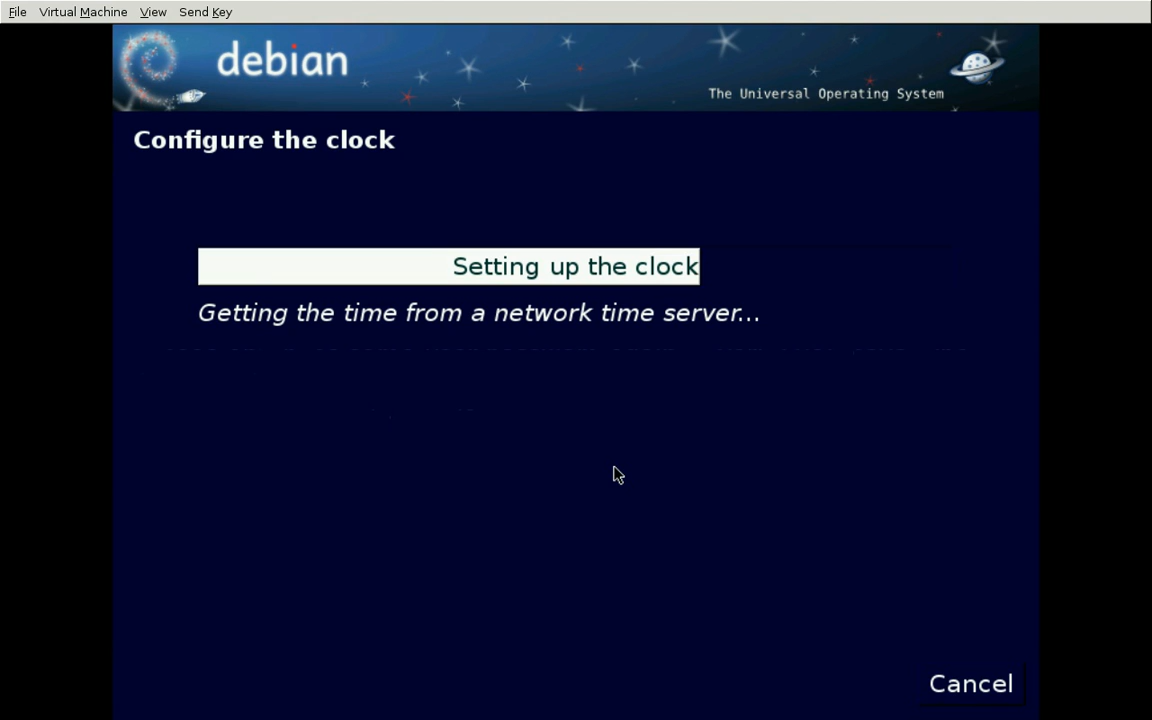 File Virtual Machine View Send Key
debian
The Universal Operating System
Configure the clock
Setting up the clock
Getting the time from a network time server...
Cancel